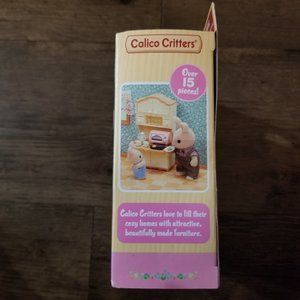 Calico Critters®
Over
15
pieces!
Calico Critters love to fill their
cozy homes with attractive,
beautifully made furniture.